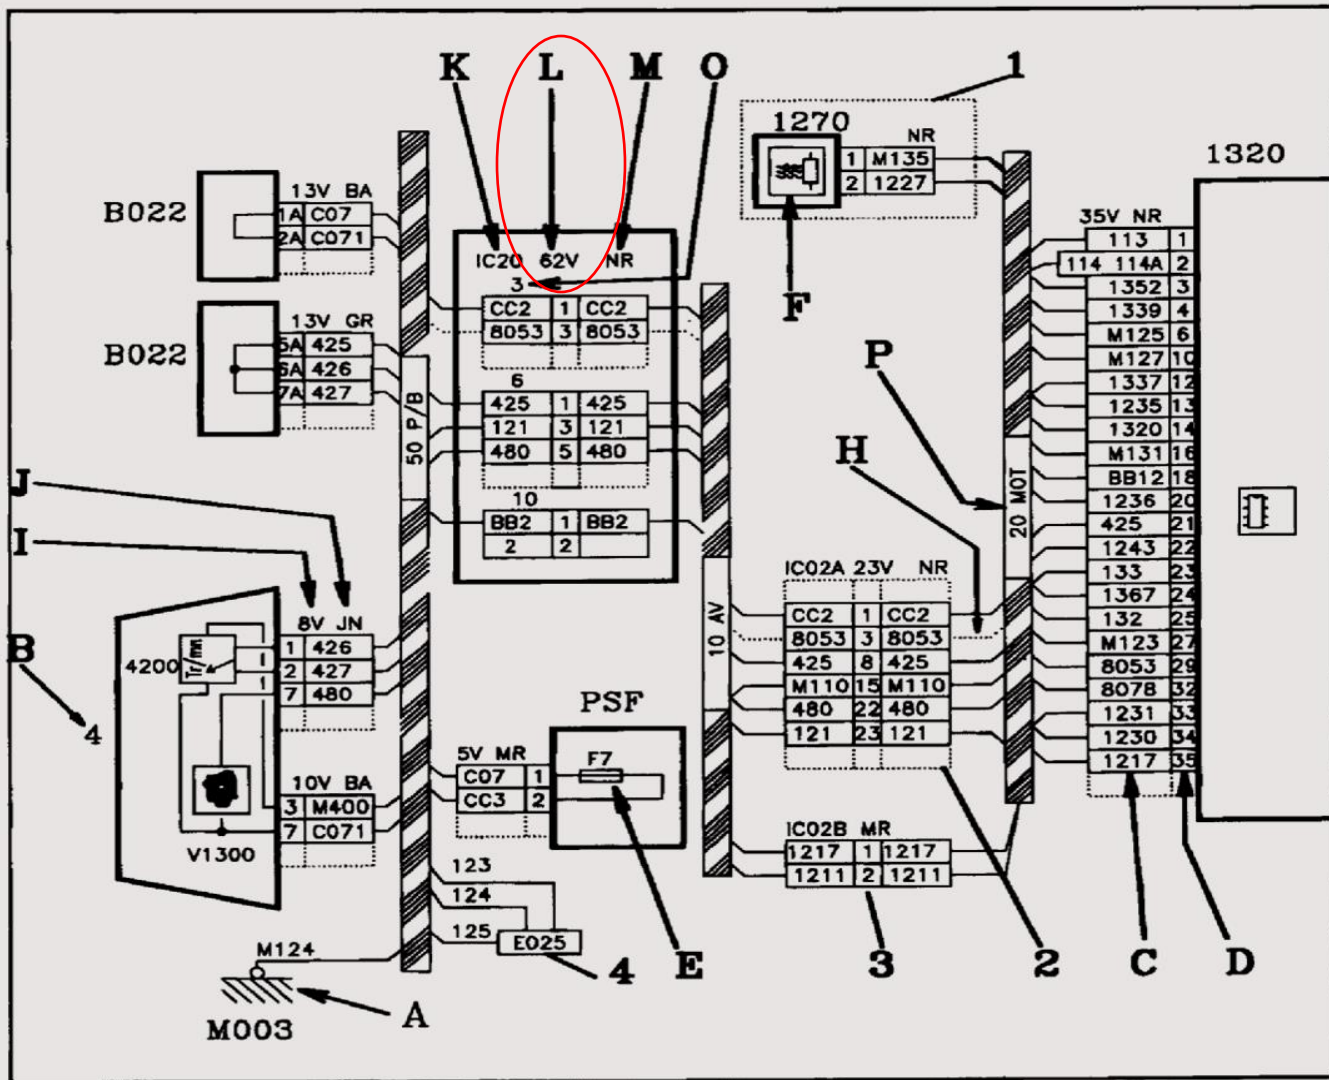 K L M O 1
1270 NR
1 M135
2 1227
F
1320
35V NR
113 1
114 114A 2
1352 3
1339 4
M125 6
M127 10
1337 12
1235 13
1320 14
M131 16
BB12 18
1236 20
425 21
1243 22
133 23
1367 24
132 25
M123 27
8053 29
8078 32
1231 33
1230 34
1217 35
C D
B022
13V BA
1A C07
2A C071
B022
13V GR
5A 425
6A 426
7A 427
50 P/B
IC20 62V NR
3
CC2 1 CC2
8053 3 8053
6
425 1 425
121 3 121
480 5 480
10
BB2 1 BB2
2 2
P
H
20 MOT
10 AV
IC02A 23V NR
CC2 1 CC2
8053 3 8053
425 8 425
M110 15 M110
480 22 480
121 23 121
IC02B MR
1217 1 1217
1211 2 1211
3 2
J
I
B
4
8V JN
4200 Tr/mn
1 426
2 427
7 480
10V BA
3 M400
7 C071
V1300
PSF
5V MR
C07 1
CC3 2
F7
E
123
124
125
E025
4
M124
M003
A